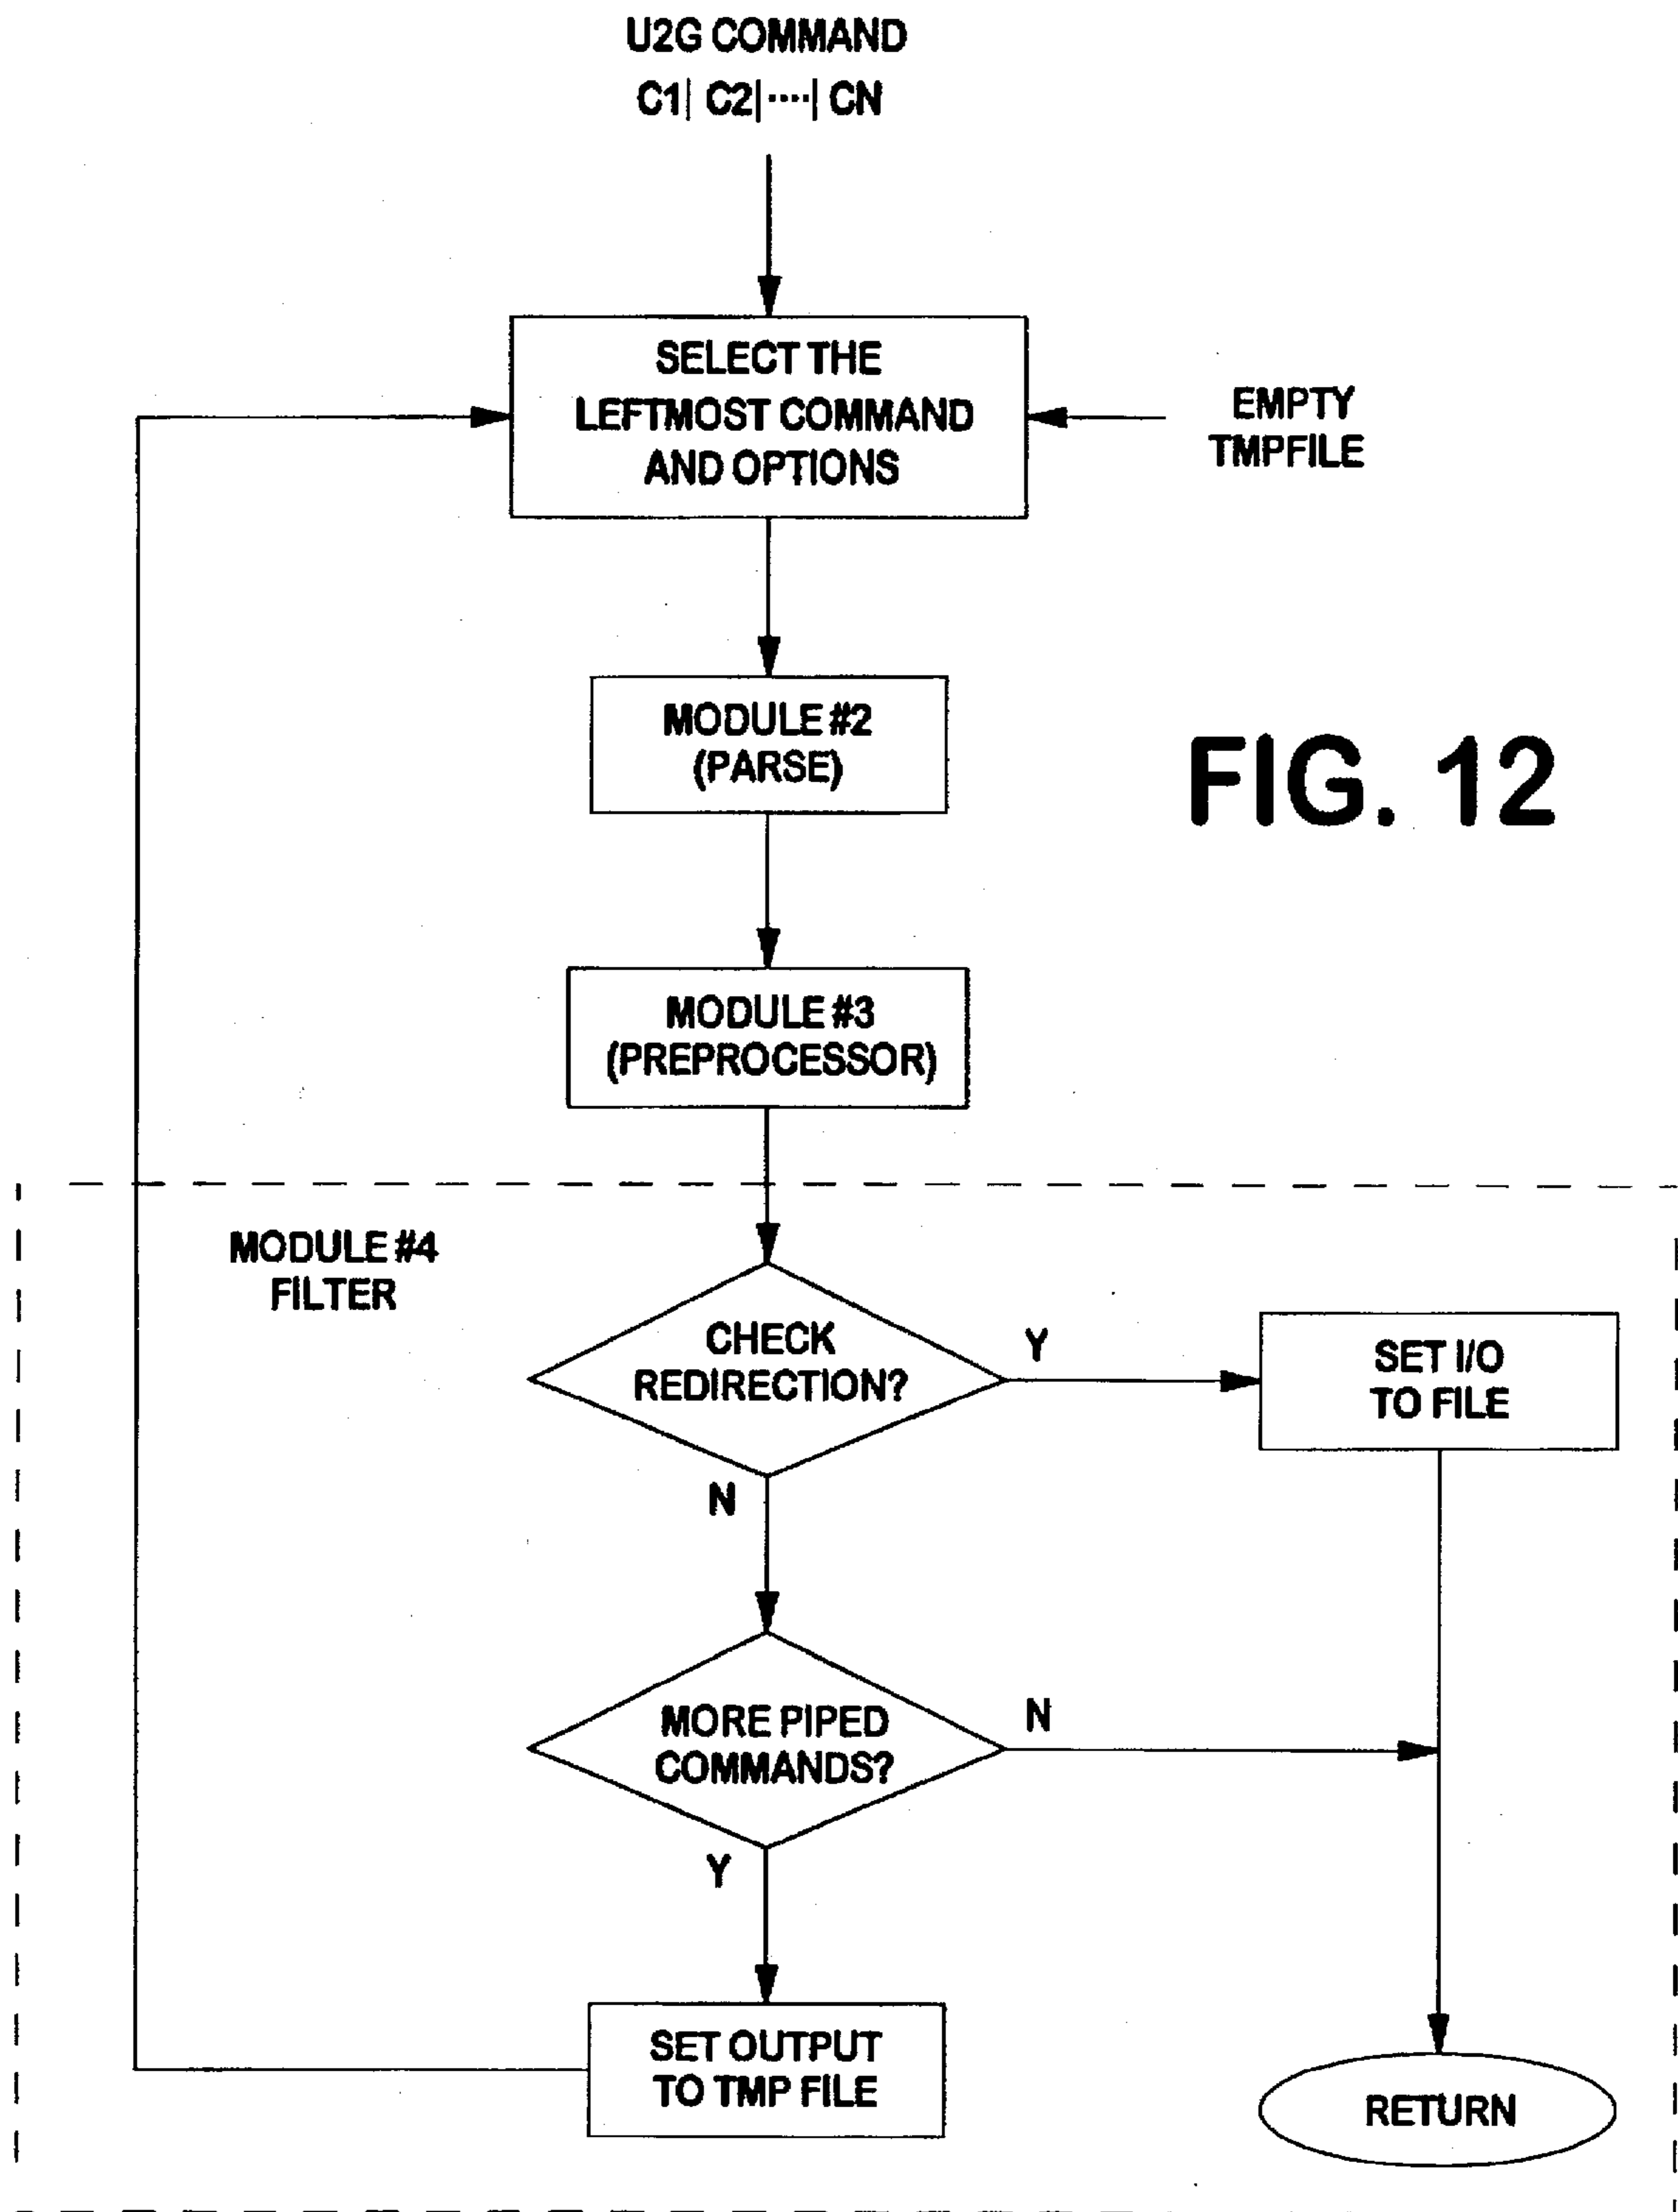 U2G COMMAND
C1| C2|····| CN
SELECT THE
LEFTMOST COMMAND
AND OPTIONS
EMPTY
TMPFILE
MODULE #2
(PARSE)
FIG. 12
MODULE #3
(PREPROCESSOR)
MODULE #4
FILTER
CHECK
REDIRECTION?
Y
SET I/O
TO FILE
N
MORE PIPED
COMMANDS?
N
Y
SET OUTPUT
TO TMP FILE
RETURN